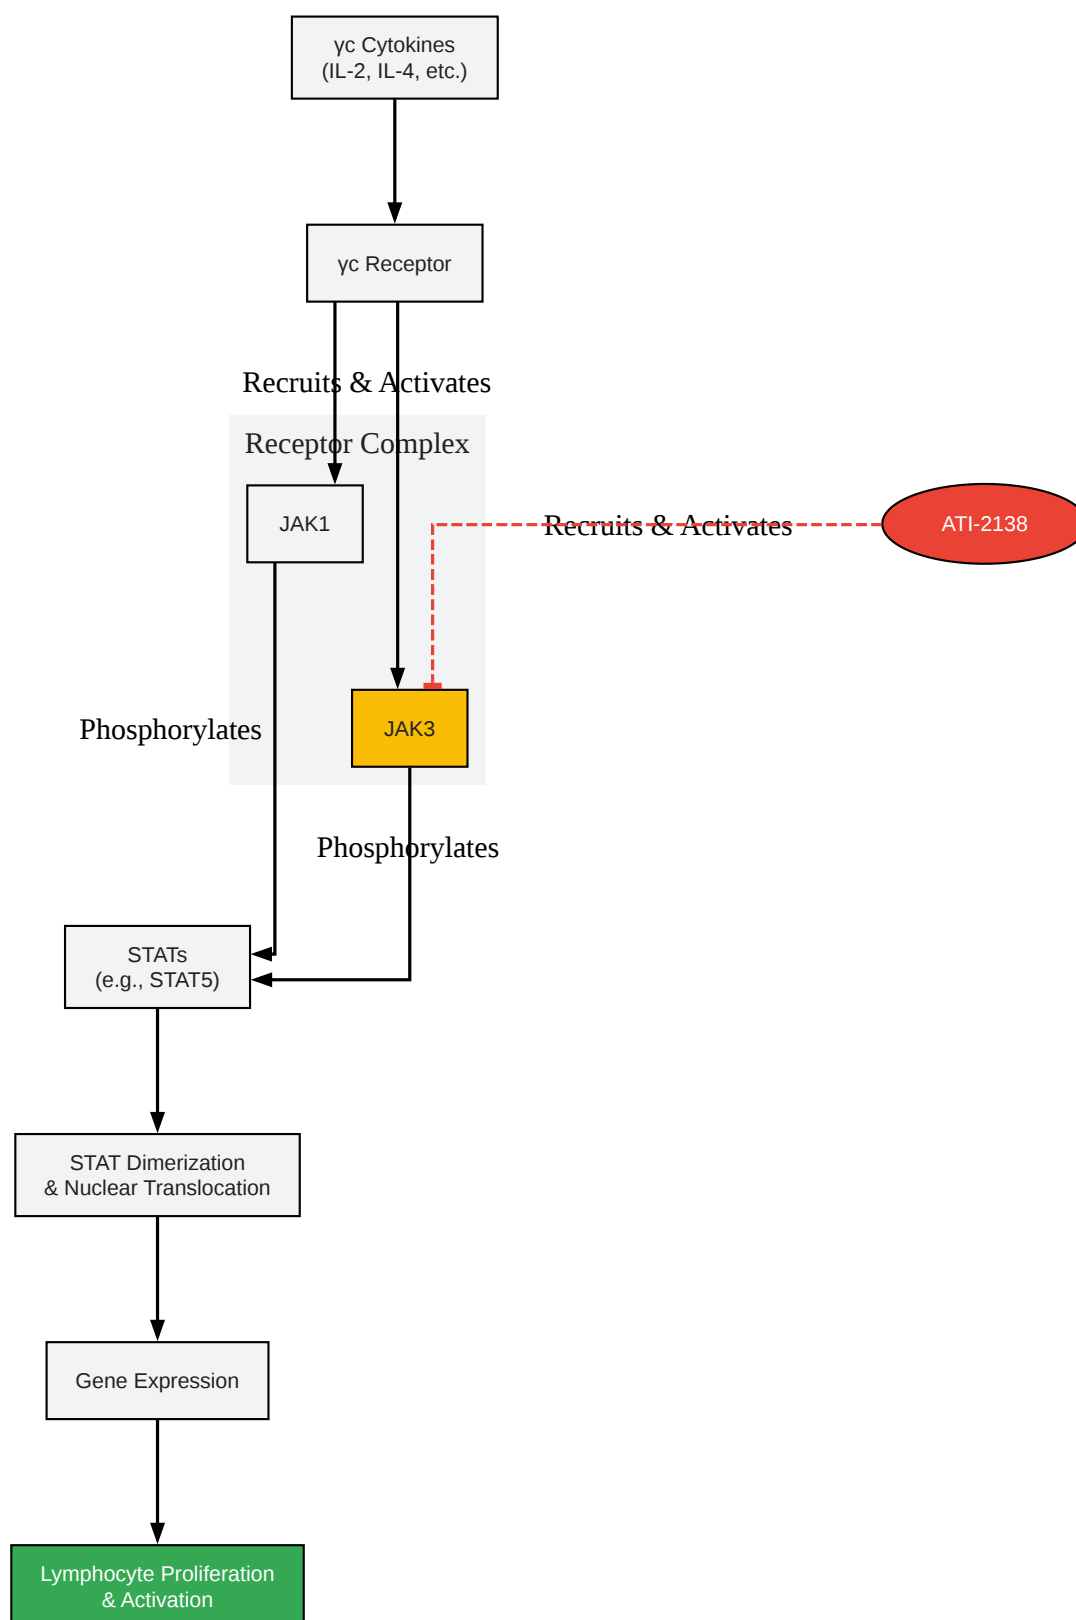 γc Cytokines
(IL-2, IL-4, etc.)
γc Receptor
Recruits & Activates
Receptor Complex
JAK1
Recruits & Activates
ATI-2138
Phosphorylates
JAK3
Phosphorylates
STATs
(e.g., STAT5)
STAT Dimerization
& Nuclear Translocation
Gene Expression
Lymphocyte Proliferation
& Activation